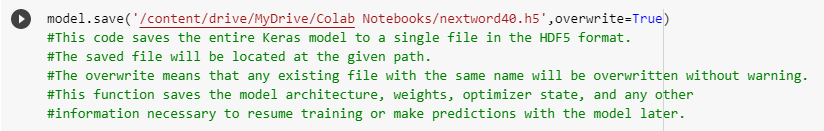 model.save('/content/drive/MyDrive/Colab Notebooks/nextword40.h5',overwrite=True)
#This code saves the entire Keras model to a single file in the HDF5 format.
#The saved file will be located at the given path.
#The overwrite means that any existing file with the same name will be overwritten without warning.
#This function saves the model architecture, weights, optimizer state, and any other
#information necessary to resume training or make predictions with the model later.